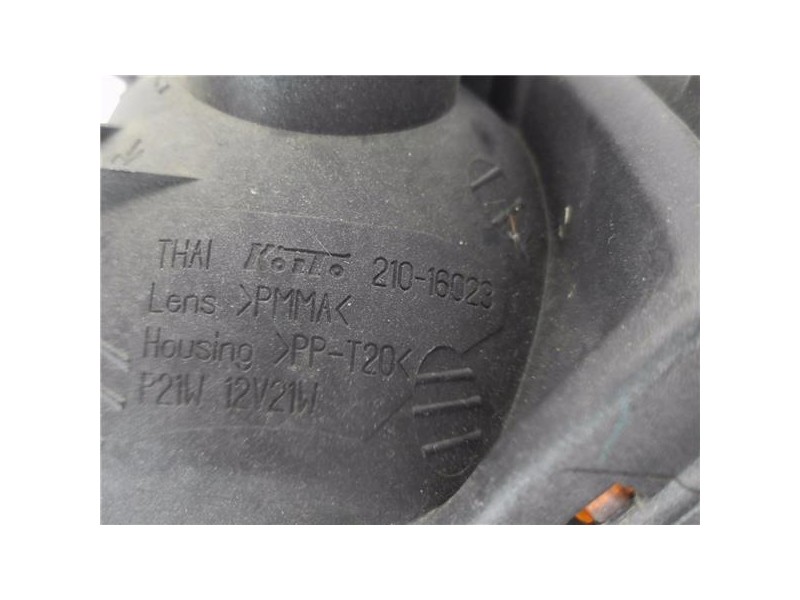 THAI KOITO 210-16023
Lens >PMMA<
Housing >PP-T20<
P21W 12V21W